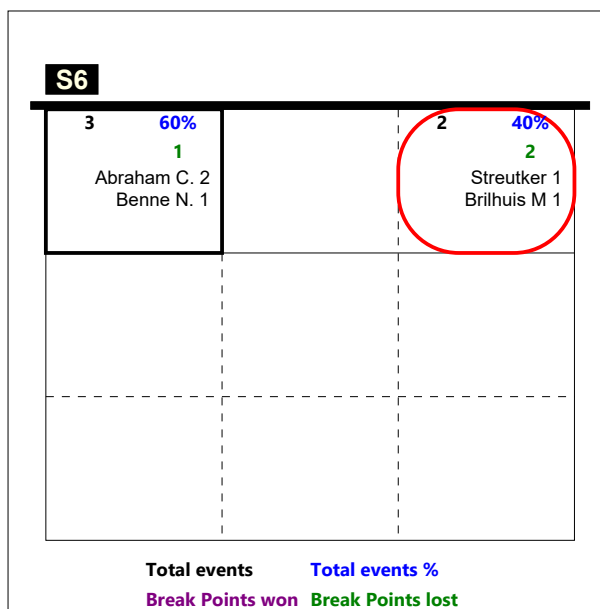 S6
3 60% 2 40%
1 2
Abraham C. 2 Streutker 1
Benne N. 1 Brilhuis M 1
Total events Total events %
Break Points won Break Points lost